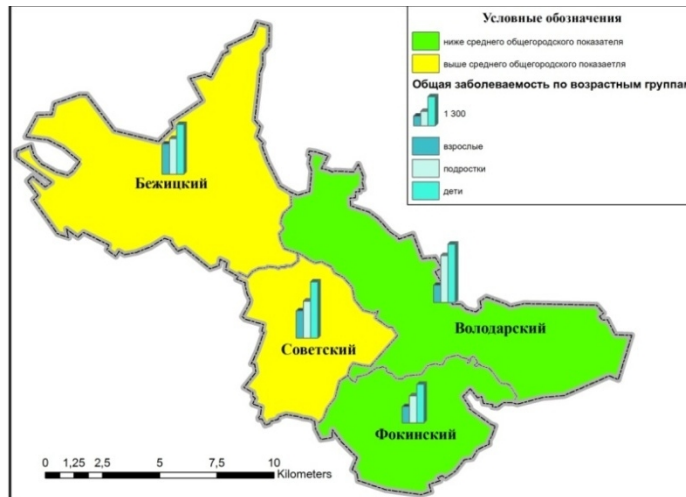 Условные обозначения
ниже среднего общегородского показателя
выше среднего общегородского показаетля
Общая заболеваемость по возрастным группам
1 300
взрослые
подростки
дети
Бежицкий
Володарский
Советский
Фокинский
0 1,25 2,5 5 7,5 10
Kilometers